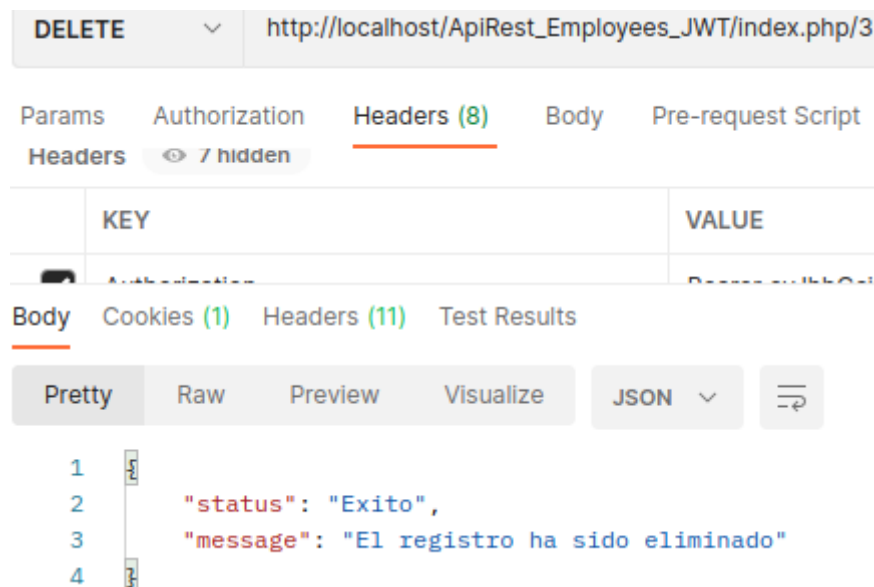 DELETE http://localhost/ApiRest_Employees_JWT/index.php/3
Params Authorization Headers (8) Body Pre-request Script
Headers 7 hidden
KEY VALUE
Authorization Bearer
Body Cookies (1) Headers (11) Test Results
Pretty Raw Preview Visualize JSON
1 {
2 "status": "Exito",
3 "message": "El registro ha sido eliminado"
4 }